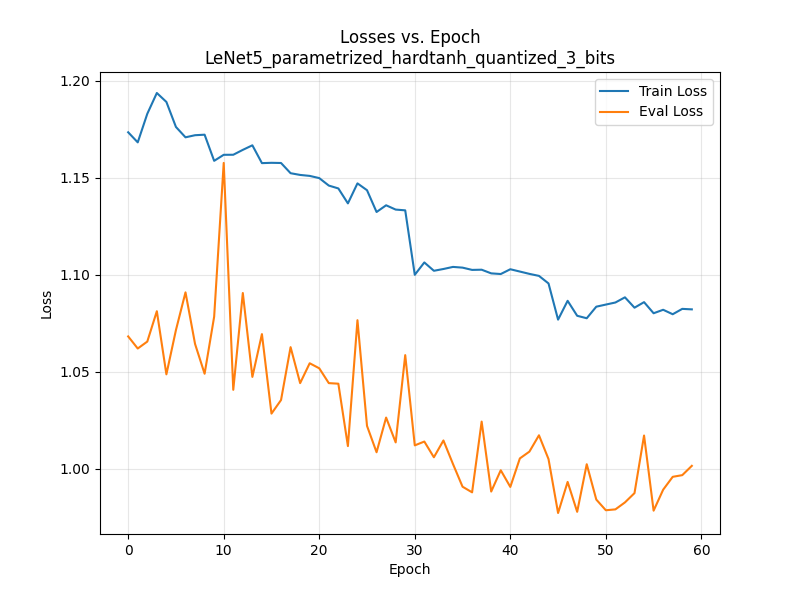 Losses vs. Epoch
LeNet5_parametrized_hardtanh_quantized_3_bits
Train Loss
Eval Loss
1.20
1.15
1.10
1.05
1.00
Loss
0 10 20 30 40 50 60
Epoch